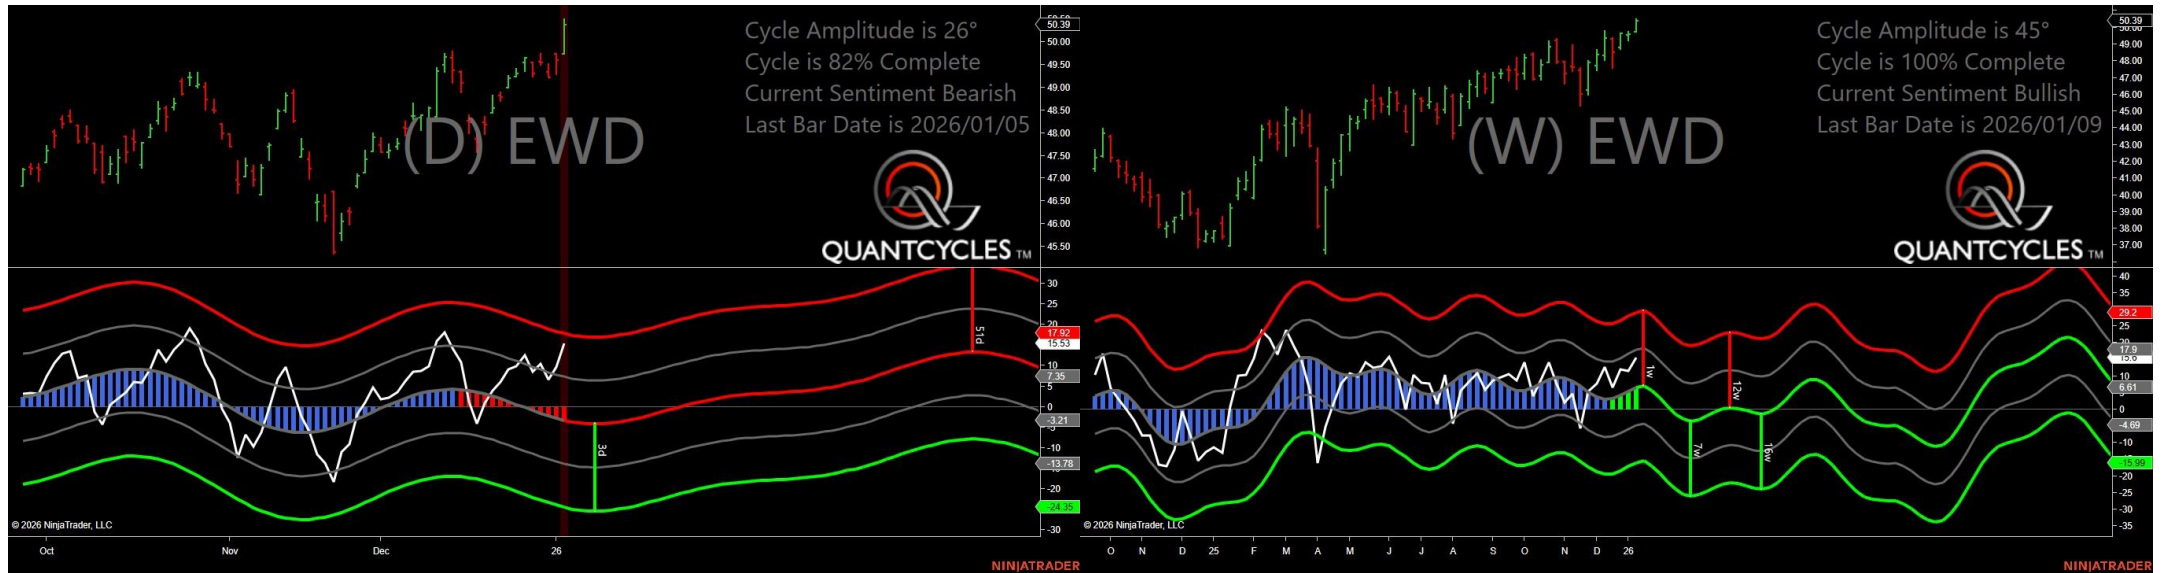 Cycle Amplitude is 26°
Cycle is 82% Complete
Current Sentiment Bearish
Last Bar Date is 2026/01/05
(D) EWD
QUANTCYCLES TM
50.39
50.00
49.50
49.00
48.50
48.00
47.50
47.00
46.50
46.00
45.50
30
25
20
17.92
15.53
10
7.35
5
0
-3.21
-10
-13.78
-20
-24.35
-30
51d
3d
© 2026 NinjaTrader, LLC
Oct Nov Dec 26
NINJATRADER
Cycle Amplitude is 45°
Cycle is 100% Complete
Current Sentiment Bullish
Last Bar Date is 2026/01/09
(W) EWD
QUANTCYCLES TM
50.39
50.00
49.00
48.00
47.00
46.00
45.00
44.00
43.00
42.00
41.00
40.00
39.00
38.00
37.00
40
35
29.2
25
20
17.9
15.6
10
6.61
5
0
-4.69
-10
-15.99
-20
-25
-30
-35
1w
12w
7w
16w
© 2026 NinjaTrader, LLC
O N D 25 F M A M J J A S O N D 26
NINJATRADER